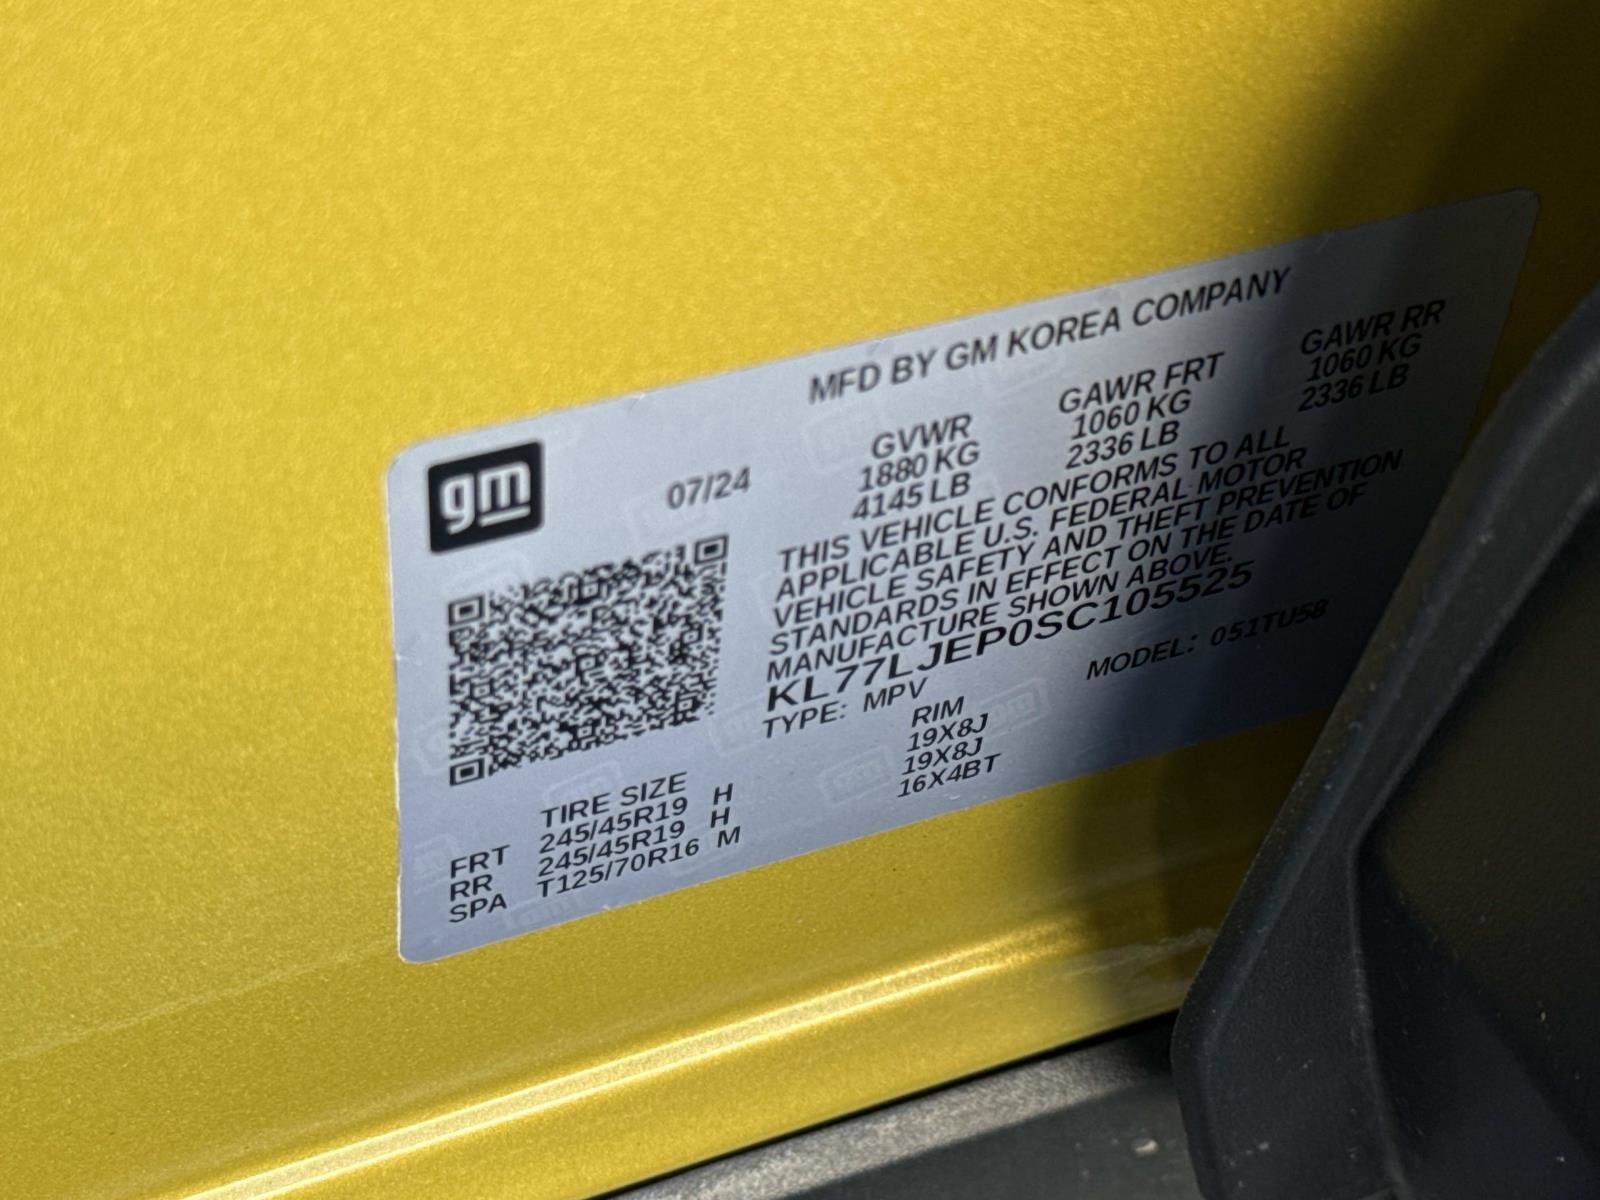 MFD BY GM KOREA COMPANY
gm
07/24
GVWR GAWR FRT GAWR RR
1880 KG 1060 KG 1060 KG
4145 LB 2336 LB 2336 LB
THIS VEHICLE CONFORMS TO ALL
APPLICABLE U.S. FEDERAL MOTOR
VEHICLE SAFETY AND THEFT PREVENTION
STANDARDS IN EFFECT ON THE DATE OF
MANUFACTURE SHOWN ABOVE.
KL77LJEP0SC105525
TYPE: MPV MODEL: 051TU58
TIRE SIZE RIM
FRT 245/45R19 H 19X8J
RR 245/45R19 H 19X8J
SPA T125/70R16 M 16X4BT